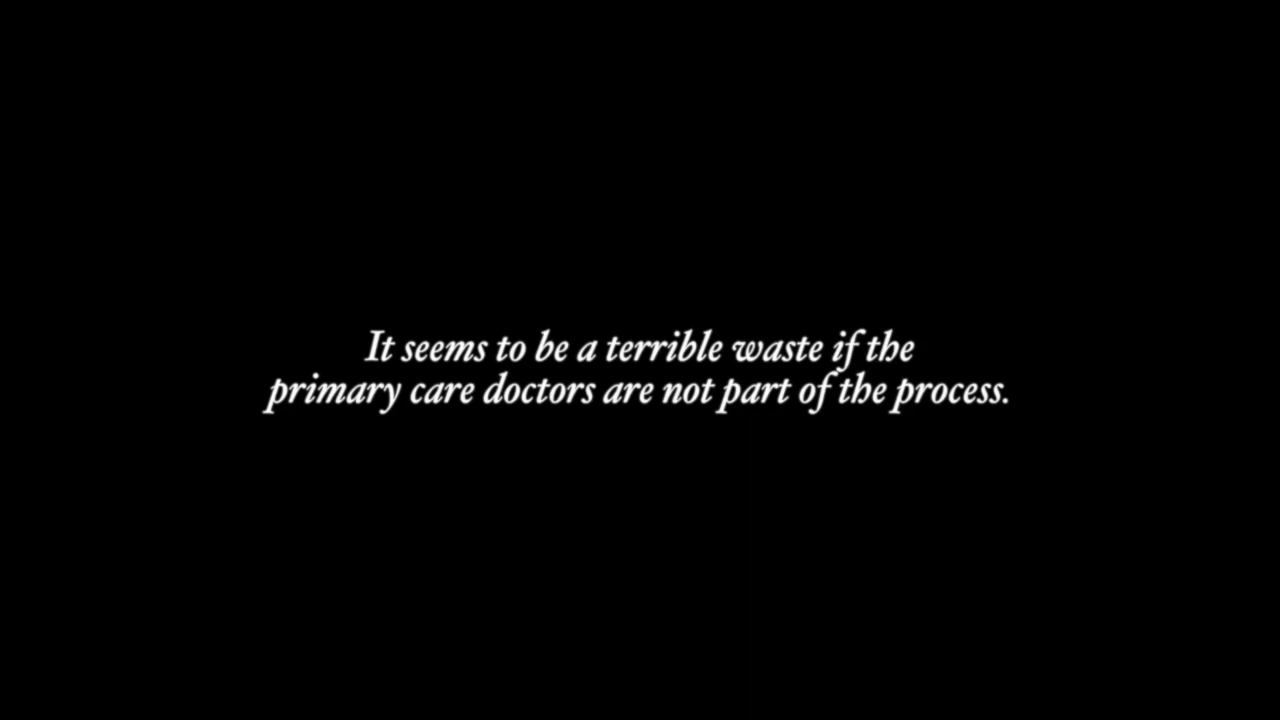 It seems to be a terrible waste if the
primary care doctors are not part of the process.